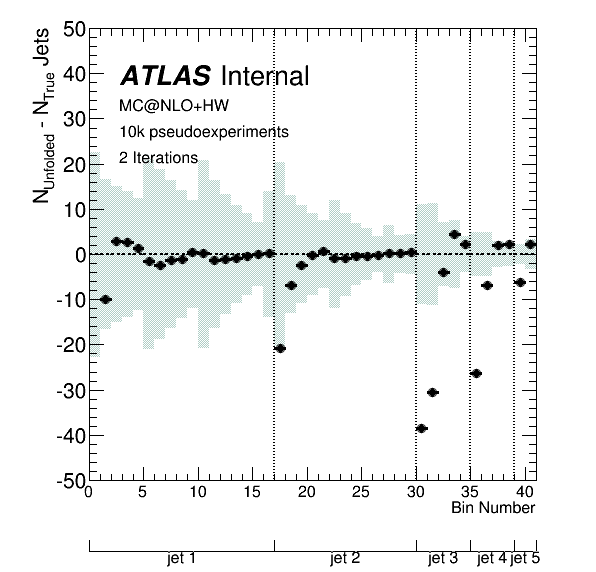 N_Unfolded - N_True Jets
50
40
30
20
10
0
-10
-20
-30
-40
-50
ATLAS Internal
MC@NLO+HW
10k pseudoexperiments
2 Iterations
0 5 10 15 20 25 30 35 40
Bin Number
jet 1 jet 2 jet 3 jet 4 jet 5